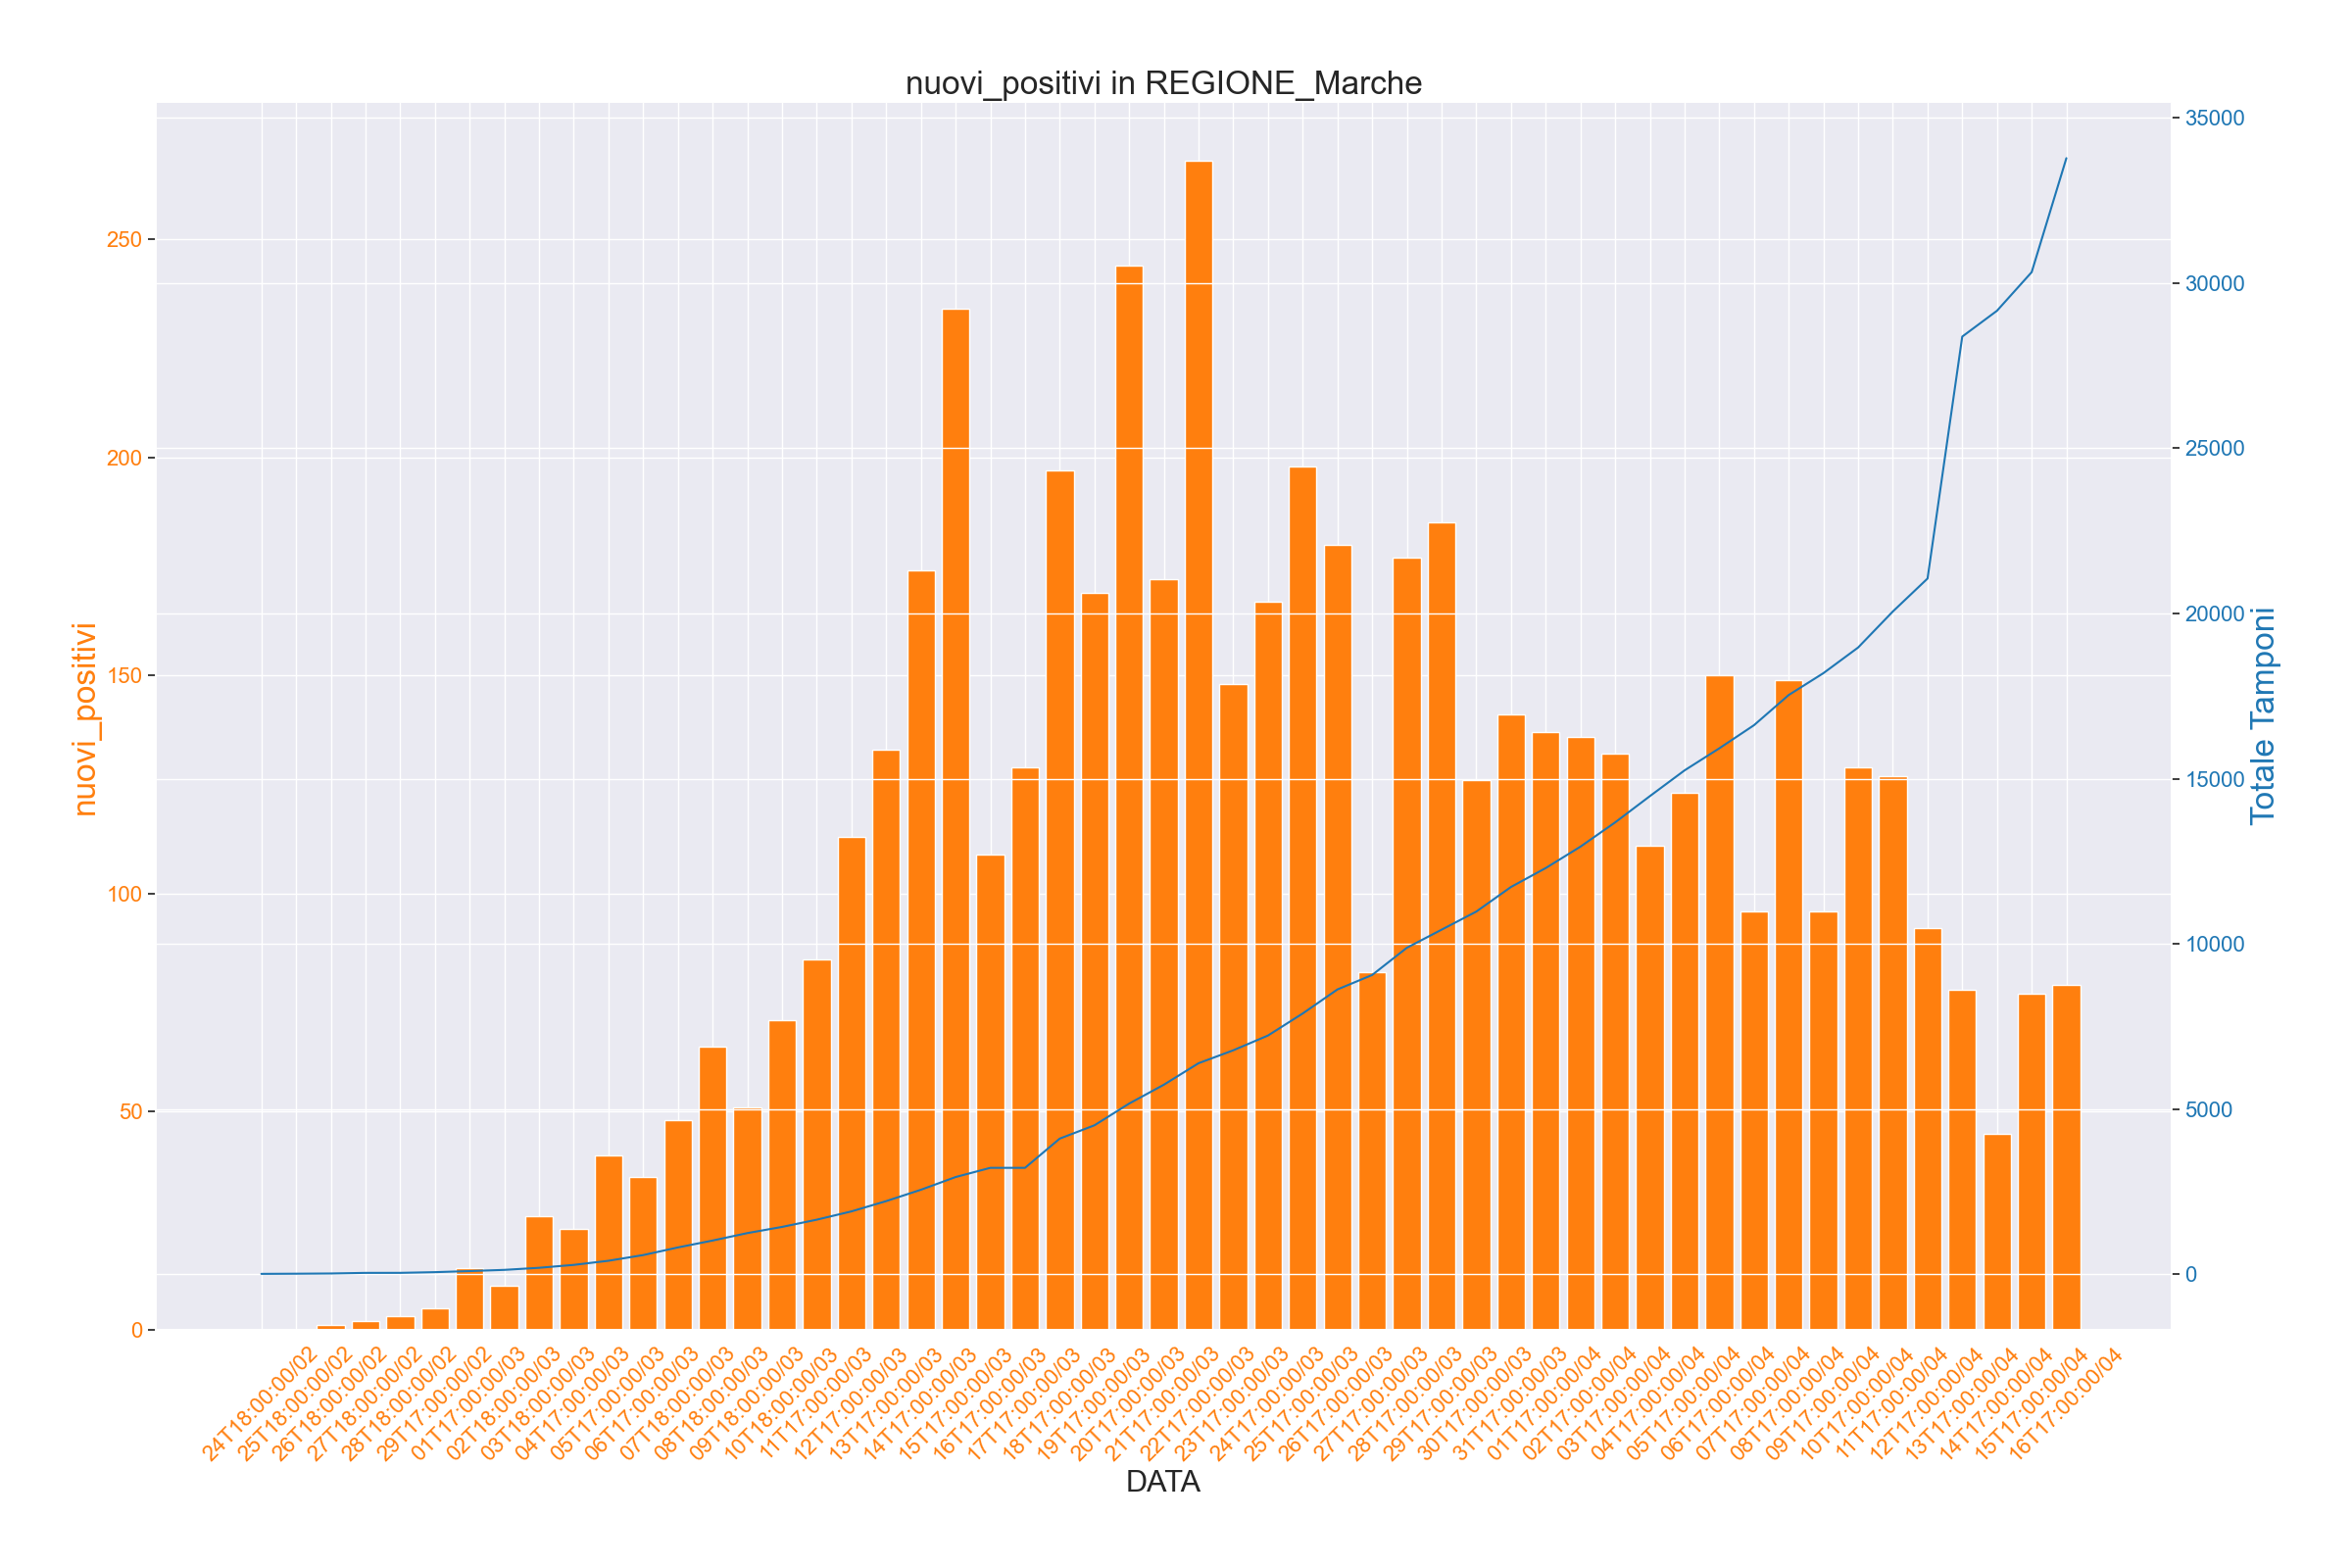 nuovi_positivi in REGIONE_Marche
nuovi_positivi
250
200
150
100
50
0
35000
30000
25000
20000
15000
10000
5000
0
Totale Tamponi
24T18:00:00/02
25T18:00:00/02
26T18:00:00/02
27T18:00:00/02
28T18:00:00/02
29T17:00:00/02
01T17:00:00/03
02T18:00:00/03
03T18:00:00/03
04T17:00:00/03
05T17:00:00/03
06T17:00:00/03
07T18:00:00/03
08T18:00:00/03
09T18:00:00/03
10T18:00:00/03
11T17:00:00/03
12T17:00:00/03
13T17:00:00/03
14T17:00:00/03
15T17:00:00/03
16T17:00:00/03
17T17:00:00/03
18T17:00:00/03
19T17:00:00/03
20T17:00:00/03
21T17:00:00/03
22T17:00:00/03
23T17:00:00/03
24T17:00:00/03
25T17:00:00/03
26T17:00:00/03
27T17:00:00/03
28T17:00:00/03
29T17:00:00/03
30T17:00:00/03
31T17:00:00/03
01T17:00:00/04
02T17:00:00/04
03T17:00:00/04
04T17:00:00/04
05T17:00:00/04
06T17:00:00/04
07T17:00:00/04
08T17:00:00/04
09T17:00:00/04
10T17:00:00/04
11T17:00:00/04
12T17:00:00/04
13T17:00:00/04
14T17:00:00/04
15T17:00:00/04
16T17:00:00/04
DATA